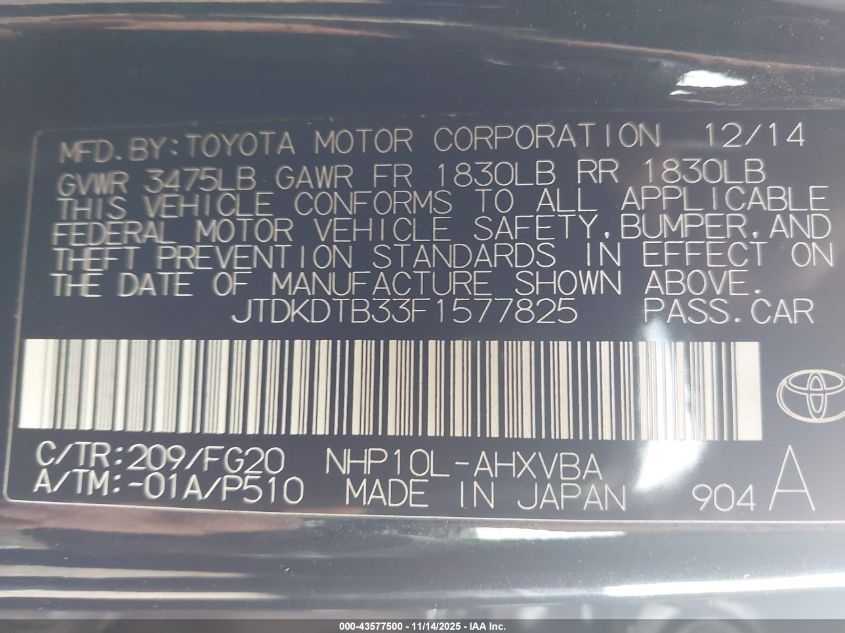 MFD.BY:TOYOTA MOTOR CORPORATION 12/14
GVWR 3475LB GAWR FR 1830LB RR 1830LB
THIS VEHICLE CONFORMS TO ALL APPLICABLE
FEDERAL MOTOR VEHICLE SAFETY,BUMPER,AND
THEFT PREVENTION STANDARDS IN EFFECT ON
THE DATE OF MANUFACTURE SHOWN ABOVE.
JTDKDTB33F1577825 PASS.CAR
C/TR:209/FG20 NHP10L-AHXVBA
A/TM:-01A/P510 MADE IN JAPAN 904 A
000-43577500 - 11/14/2025 - IAA Inc.